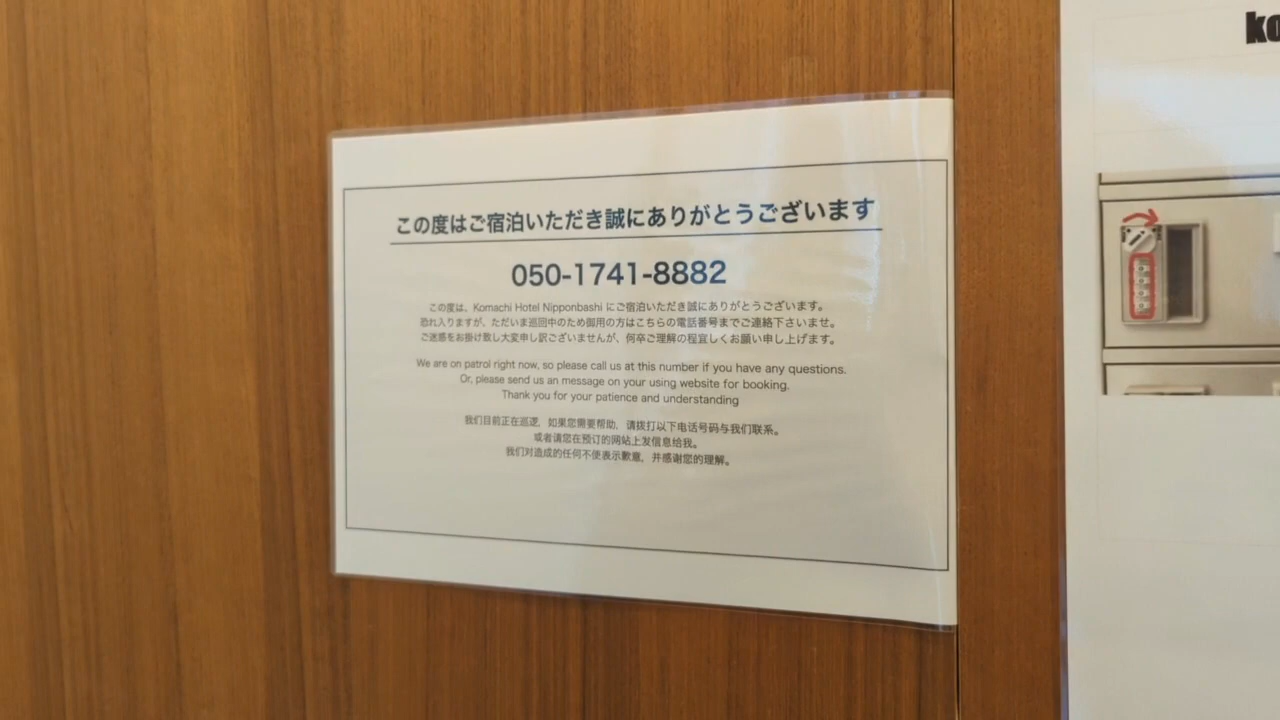 この度はご宿泊いただき誠にありがとうございます
050-1741-8882
この度は、Komachi Hotel Nipponbashi にご宿泊いただき誠にありがとうございます。
恐れ入りますが、ただいま巡回中のため御用の方はこちらの電話番号までご連絡下さいませ。
ご迷惑をお掛け致し大変申し訳ございませんが、何卒ご理解の程宜しくお願い申し上げます。
We are on patrol right now, so please call us at this number if you have any questions.
Or, please send us an message on your using website for booking.
Thank you for your patience and understanding
我们目前正在巡逻，如果您需要帮助，请拨打以下电话号码与我们联系。
或者请您在预订的网站上发信息给我。
我们对造成的任何不便表示歉意，并感谢您的理解。
ko